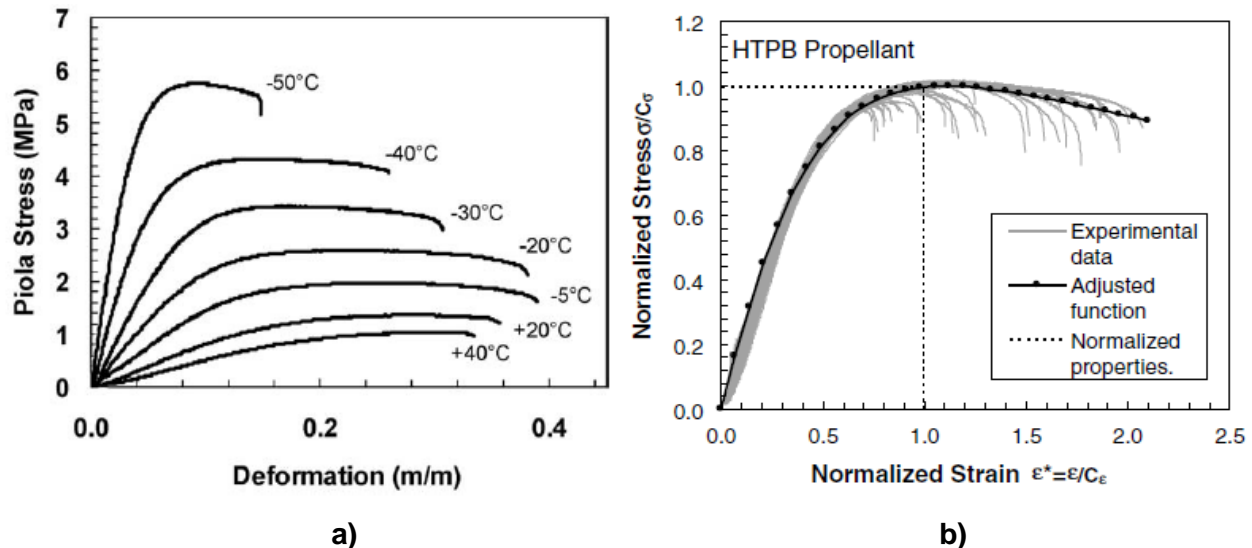 7
6
5
4
3
2
1
0
Piola Stress (MPa)
-50°C
-40°C
-30°C
-20°C
-5°C
+20°C
+40°C
0.0
0.2
0.4
Deformation (m/m)
a)
1.2
1.0
0.8
0.6
0.4
0.2
0.0
Normalized Stressσ/Cσ
HTPB Propellant
Experimental
data
Adjusted
function
Normalized
properties.
0.0
0.5
1.0
1.5
2.0
2.5
Normalized Strain ε*=ε/Cε
b)